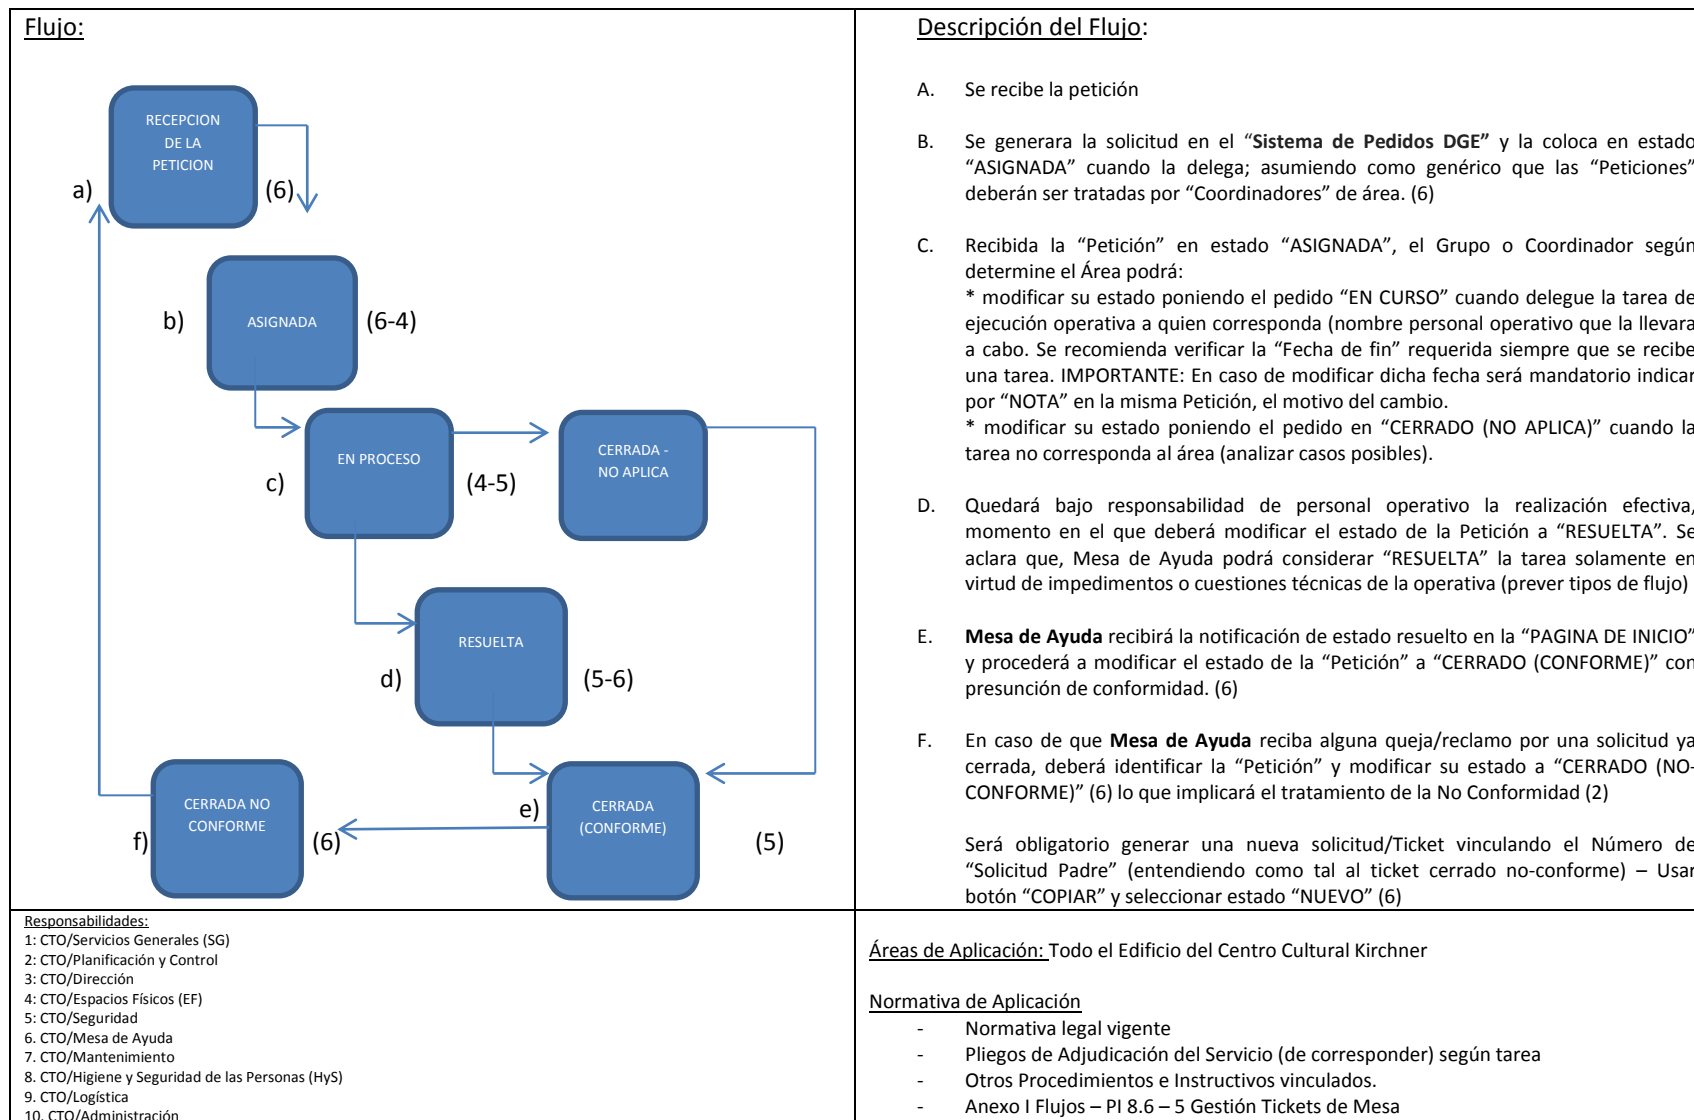 Flujo:
RECEPCION
DE LA
PETICION
a)
(6)
b)
ASIGNADA
(6-4)
EN PROCESO
c)
(4-5)
CERRADA -
NO APLICA
RESUELTA
d)
(5-6)
e)
CERRADA
(CONFORME)
(5)
CERRADA NO
CONFORME
f)
(6)
Descripción del Flujo:
A. Se recibe la petición
B. Se generara la solicitud en el “Sistema de Pedidos DGE” y la coloca en estado
“ASIGNADA” cuando la delega; asumiendo como genérico que las “Peticiones”
deberán ser tratadas por “Coordinadores” de área. (6)
C. Recibida la “Petición” en estado “ASIGNADA”, el Grupo o Coordinador según
determine el Área podrá:
* modificar su estado poniendo el pedido “EN CURSO” cuando delegue la tarea de
ejecución operativa a quien corresponda (nombre personal operativo que la llevara
a cabo. Se recomienda verificar la “Fecha de fin” requerida siempre que se recibe
una tarea. IMPORTANTE: En caso de modificar dicha fecha será mandatorio indicar
por “NOTA” en la misma Petición, el motivo del cambio.
* modificar su estado poniendo el pedido en “CERRADO (NO APLICA)” cuando la
tarea no corresponda al área (analizar casos posibles).
D. Quedará bajo responsabilidad de personal operativo la realización efectiva,
momento en el que deberá modificar el estado de la Petición a “RESUELTA”. Se
aclara que, Mesa de Ayuda podrá considerar “RESUELTA” la tarea solamente en
virtud de impedimentos o cuestiones técnicas de la operativa (prever tipos de flujo)
E. Mesa de Ayuda recibirá la notificación de estado resuelto en la “PAGINA DE INICIO”
y procederá a modificar el estado de la “Petición” a “CERRADO (CONFORME)” con
presunción de conformidad. (6)
F. En caso de que Mesa de Ayuda reciba alguna queja/reclamo por una solicitud ya
cerrada, deberá identificar la “Petición” y modificar su estado a “CERRADO (NO-
CONFORME)” (6) lo que implicará el tratamiento de la No Conformidad (2)
Será obligatorio generar una nueva solicitud/Ticket vinculando el Número de
“Solicitud Padre” (entendiendo como tal al ticket cerrado no-conforme) – Usar
botón “COPIAR” y seleccionar estado “NUEVO” (6)
Responsabilidades:
1: CTO/Servicios Generales (SG)
2: CTO/Planificación y Control
3: CTO/Dirección
4: CTO/Espacios Físicos (EF)
5: CTO/Seguridad
6. CTO/Mesa de Ayuda
7. CTO/Mantenimiento
8. CTO/Higiene y Seguridad de las Personas (HyS)
9. CTO/Logística
10. CTO/Administración
Áreas de Aplicación: Todo el Edificio del Centro Cultural Kirchner
Normativa de Aplicación
- Normativa legal vigente
- Pliegos de Adjudicación del Servicio (de corresponder) según tarea
- Otros Procedimientos e Instructivos vinculados.
- Anexo I Flujos – PI 8.6 – 5 Gestión Tickets de Mesa